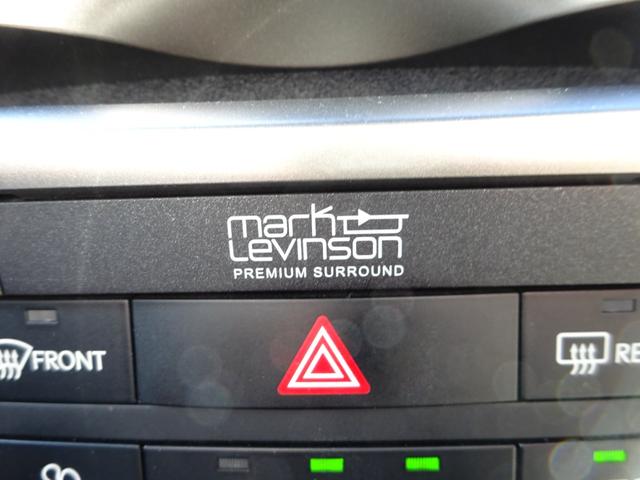 mark
Levinson
PREMIUM SURROUND
FRONT